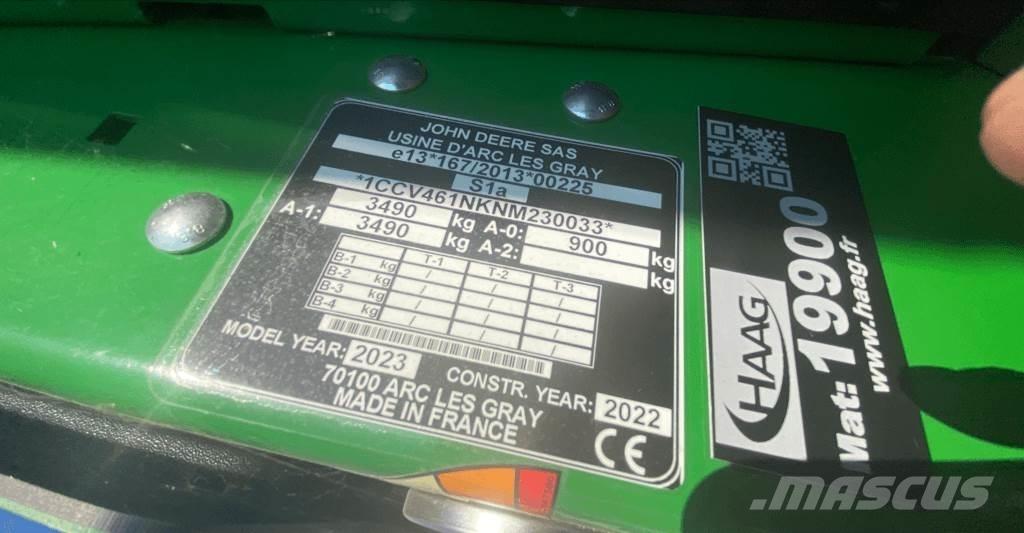 JOHN DEERE SAS
USINE D'ARC LES GRAY
e13*167/2013*00225
S1a
*1CCV461NKNM230033*
3490 kg A-0: 900 kg
A-1: 3490 kg A-2: kg
B-1 kg T-1 T-2 T-3
B-2 kg -/- -/- -/-
B-3 kg -/- -/- -/-
B-4 kg -/- -/- -/-
MODEL YEAR: 2023 CONSTR. YEAR: 2022
70100 ARC LES GRAY
MADE IN FRANCE
CE
HAAG
Mat: 19900
www.haag.fr
MASCUS